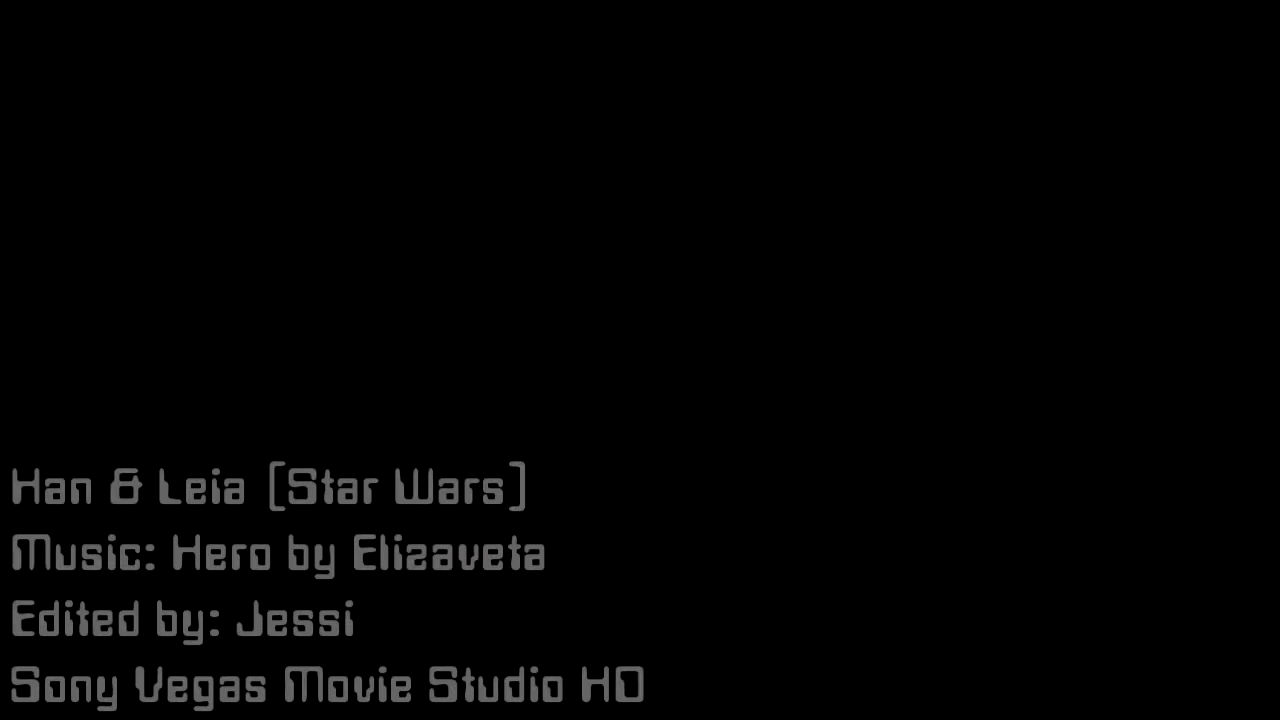 Han & Leia [Star Wars]
Music: Hero by Elizaveta
Edited by: Jessi
Sony Vegas Movie Studio HD